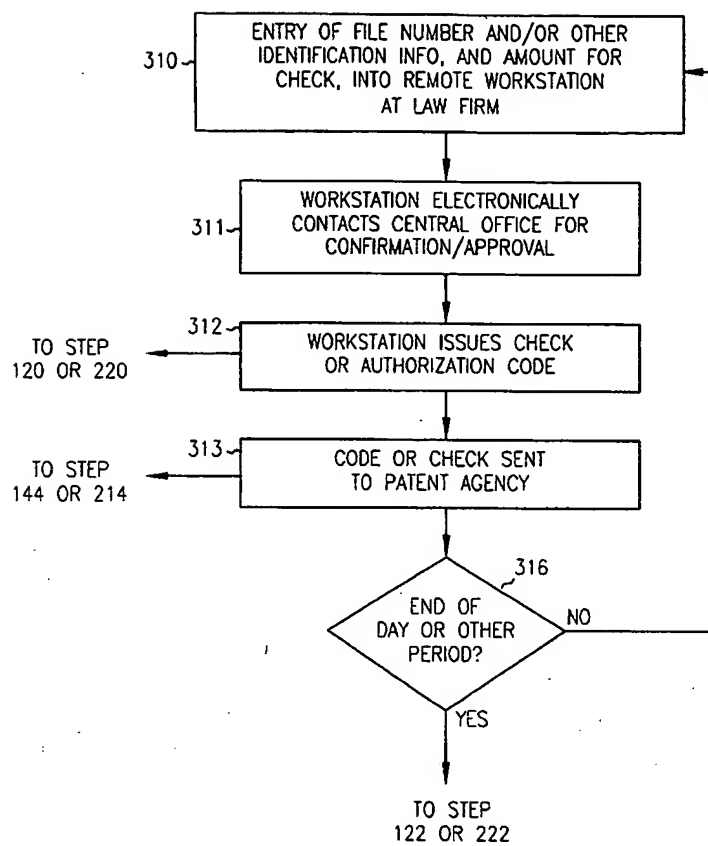 310
ENTRY OF FILE NUMBER AND/OR OTHER
IDENTIFICATION INFO, AND AMOUNT FOR
CHECK, INTO REMOTE WORKSTATION
AT LAW FIRM
311
WORKSTATION ELECTRONICALLY
CONTACTS CENTRAL OFFICE FOR
CONFIRMATION/APPROVAL
312
TO STEP
120 OR 220
WORKSTATION ISSUES CHECK
OR AUTHORIZATION CODE
313
TO STEP
144 OR 214
CODE OR CHECK SENT
TO PATENT AGENCY
316
END OF
DAY OR OTHER
PERIOD?
NO
YES
TO STEP
122 OR 222